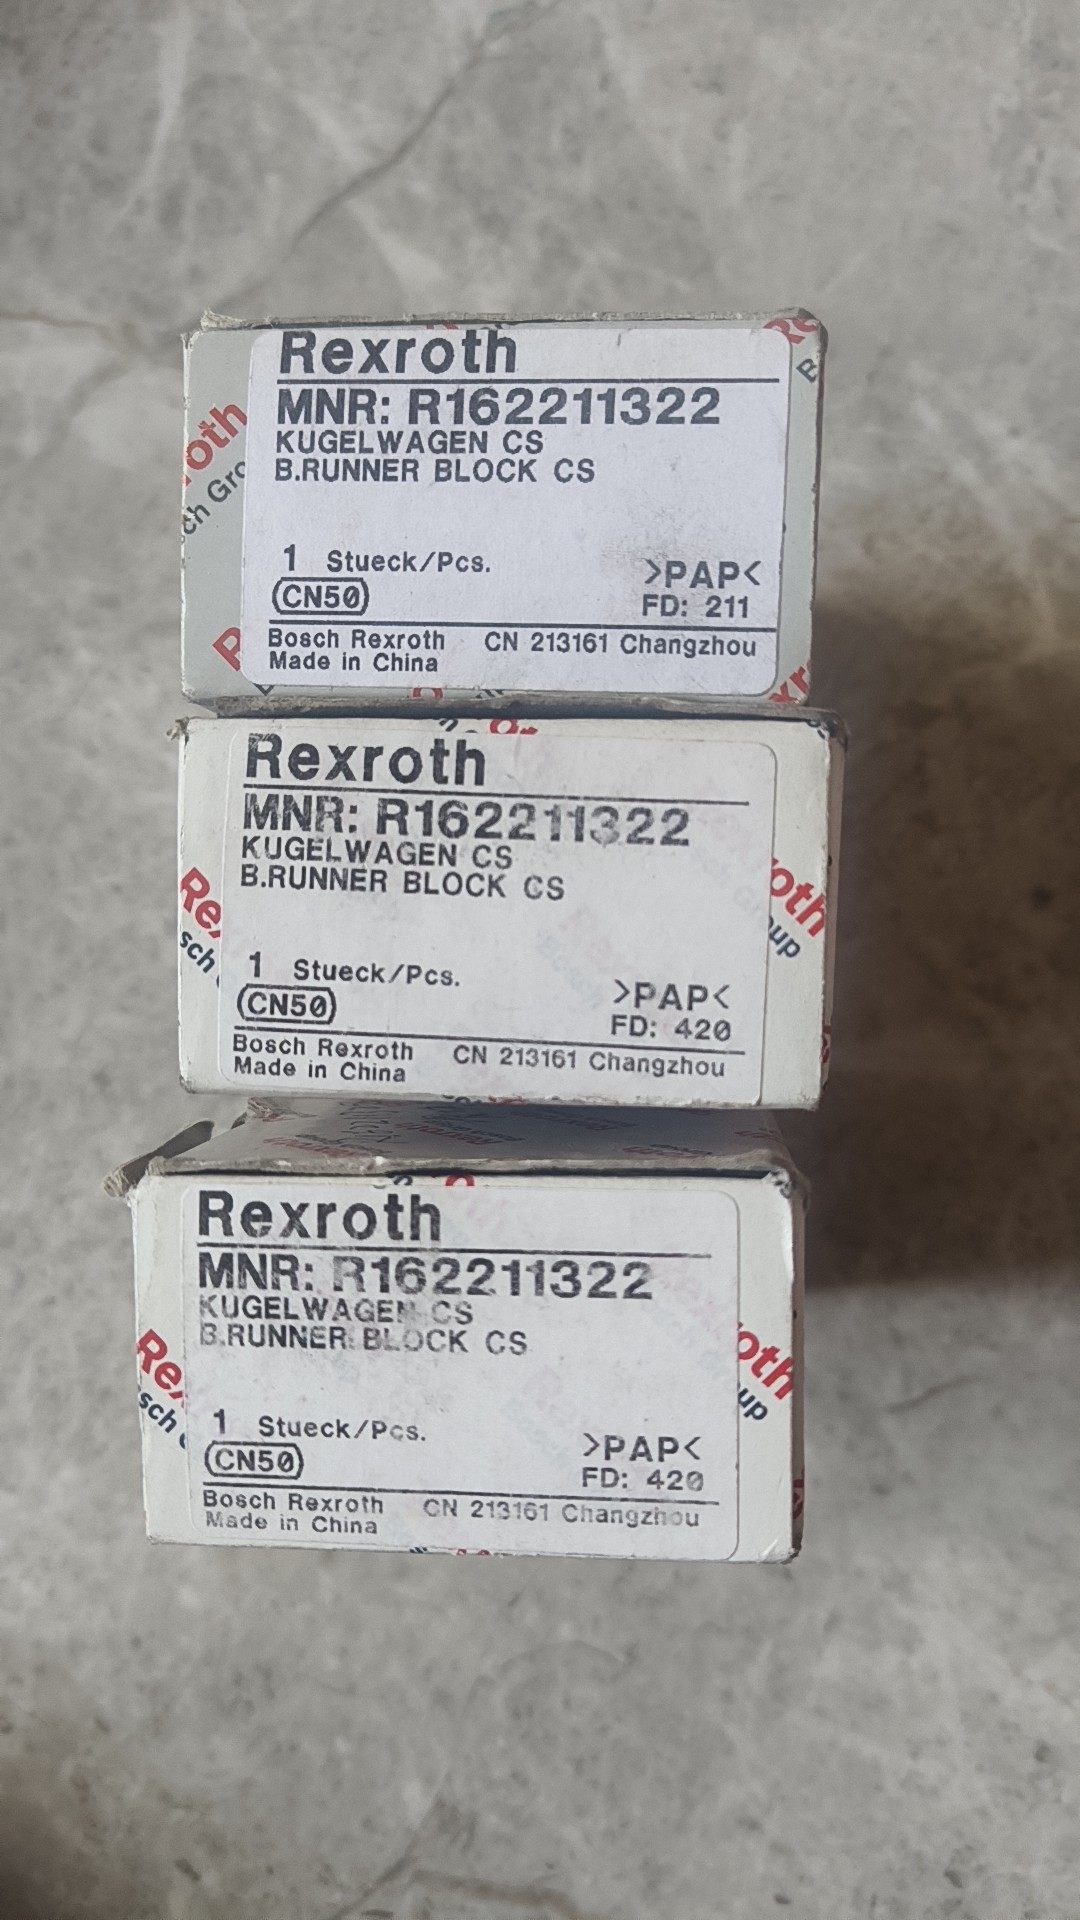 Rexroth
MNR: R162211322
KUGELWAGEN CS
B.RUNNER BLOCK CS
1 Stueck/Pcs.
>PAP<
CN50
FD: 211
Bosch Rexroth CN 213161 Changzhou
Made in China
Rexroth
MNR: R162211322
KUGELWAGEN CS
B.RUNNER BLOCK CS
1 Stueck/Pcs.
>PAP<
CN50
FD: 420
Bosch Rexroth CN 213161 Changzhou
Made in China
Rexroth
MNR: R162211322
KUGELWAGEN CS
B.RUNNER BLOCK CS
1 Stueck/Pcs.
>PAP<
CN50
FD: 420
Bosch Rexroth CN 213161 Changzhou
Made in China